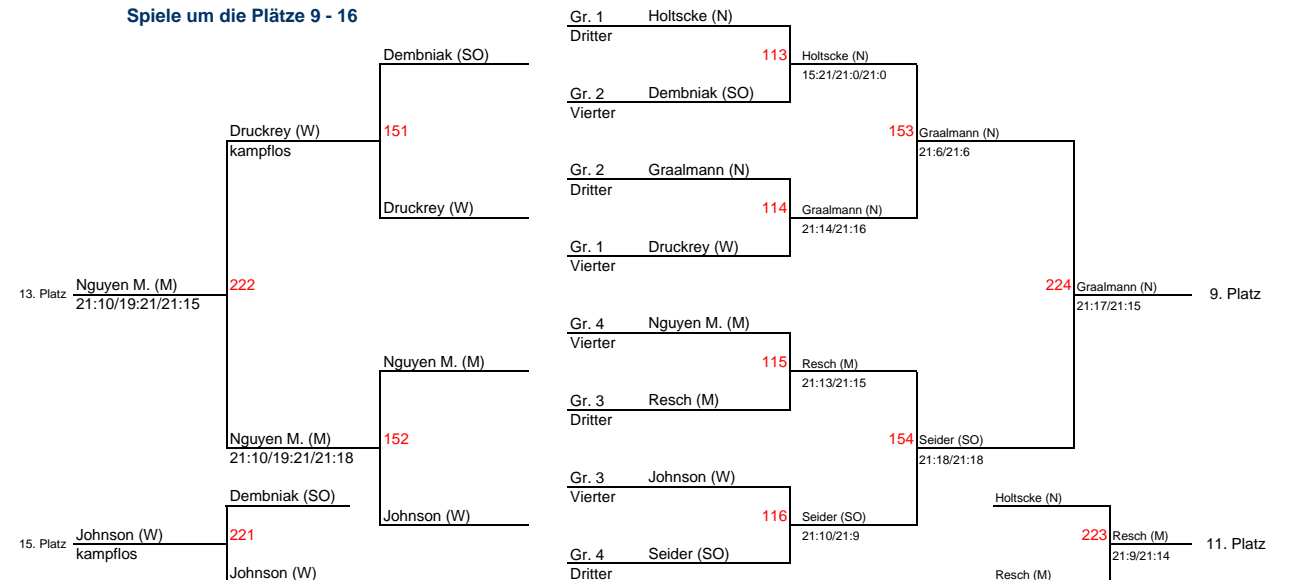 Spiele um die Plätze 9 - 16
Gr. 1 Holtscke (N)
Dritter
Dembniak (SO)
113 Holtscke (N)
15:21/21:0/21:0
Gr. 2 Dembniak (SO)
Vierter
Druckrey (W)
kampflos
151
153 Graalmann (N)
21:6/21:6
Gr. 2 Graalmann (N)
Dritter
Druckrey (W)
114 Graalmann (N)
21:14/21:16
Gr. 1 Druckrey (W)
Vierter
13. Platz Nguyen M. (M)
21:10/19:21/21:15
222
224 Graalmann (N)
21:17/21:15
9. Platz
Gr. 4 Nguyen M. (M)
Vierter
Nguyen M. (M)
115 Resch (M)
21:13/21:15
Gr. 3 Resch (M)
Dritter
Nguyen M. (M)
21:10/19:21/21:18
152
154 Seider (SO)
21:18/21:18
Gr. 3 Johnson (W)
Vierter
Dembniak (SO)
Holtscke (N)
Johnson (W)
116 Seider (SO)
21:10/21:9
15. Platz Johnson (W)
kampflos
221
223 Resch (M)
21:9/21:14
11. Platz
Gr. 4 Seider (SO)
Dritter
Johnson (W)
Resch (M)